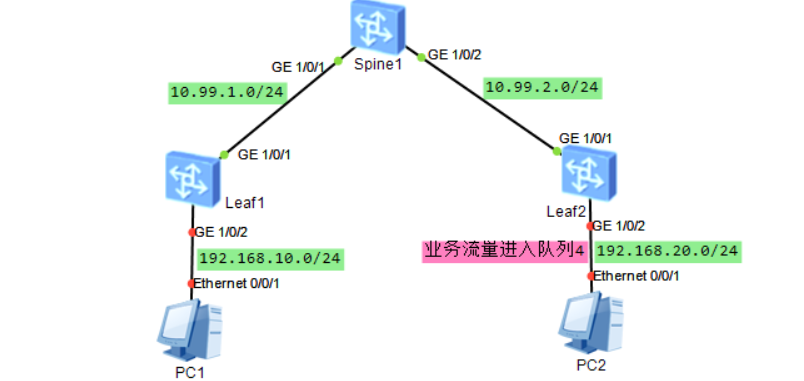 Spine1
GE 1/0/1
GE 1/0/2
10.99.1.0/24
10.99.2.0/24
GE 1/0/1
GE 1/0/1
Leaf1
Leaf2
GE 1/0/2
GE 1/0/2
192.168.10.0/24
业务流量进入队列4
192.168.20.0/24
Ethernet 0/0/1
Ethernet 0/0/1
PC1
PC2